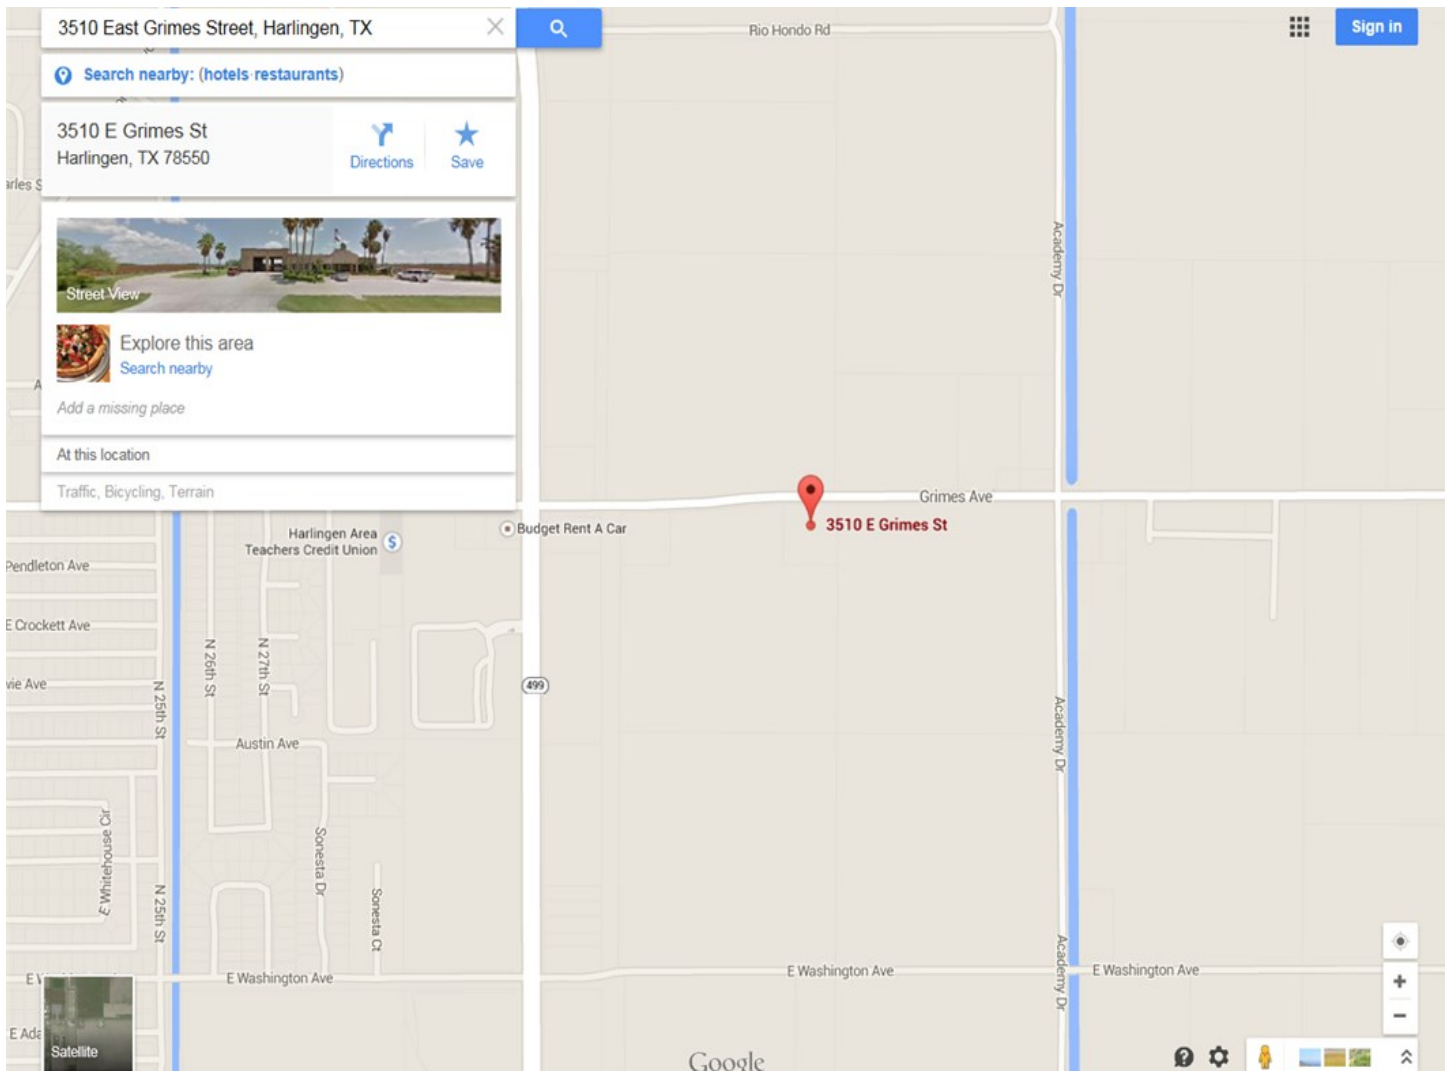 3510 East Grimes Street, Harlingen, TX
Rio Hondo Rd
Sign in
Search nearby: (hotels·restaurants)
3510 E Grimes St
Harlingen, TX 78550
Directions
Save
arles S
Street View
Explore this area
Search nearby
Add a missing place
At this location
Traffic, Bicycling, Terrain
Academy Dr
Grimes Ave
3510 E Grimes St
Harlingen Area
Teachers Credit Union
$
Budget Rent A Car
Pendleton Ave
E Crockett Ave
vie Ave
N 25th St
N 26th St
N 27th St
499
Academy Dr
Austin Ave
E Whitehouse Cir
Sonesta Dr
N 25th St
Sonesta Ct
Academy Dr
E Washington Ave
E Washington Ave
E Washington Ave
E Ada
Satellite
Google